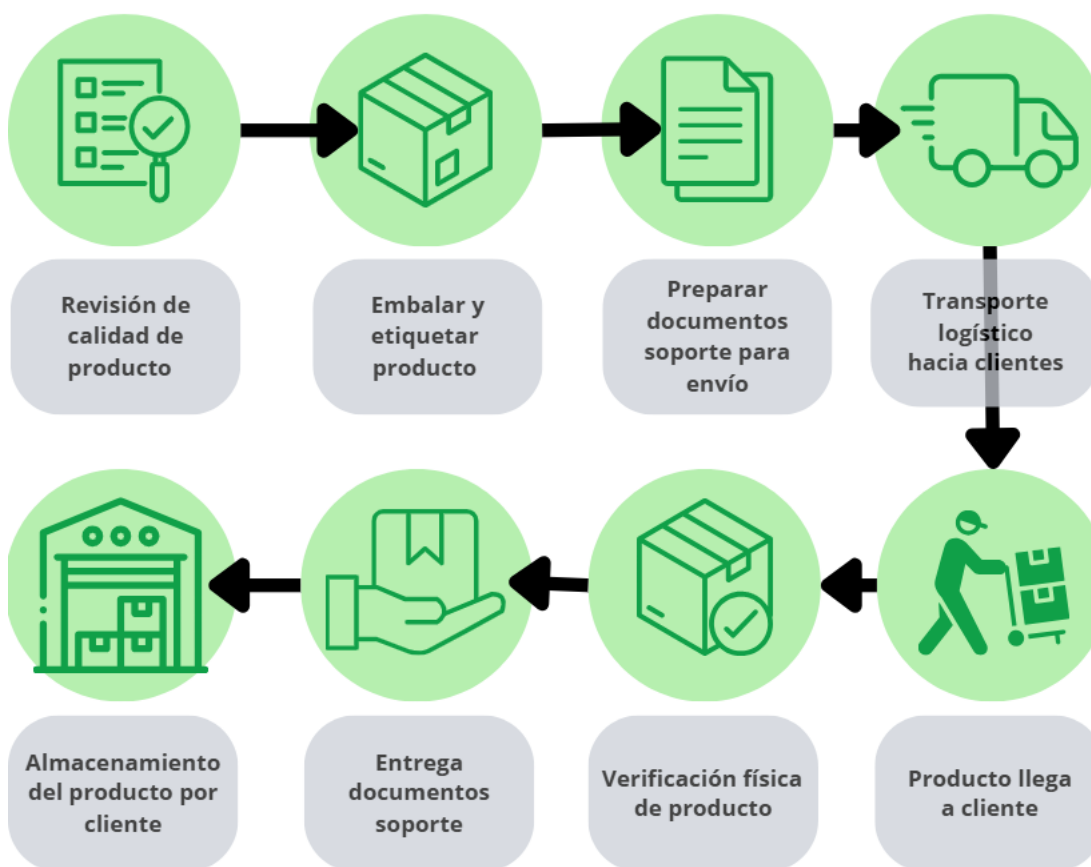 Revisión de
calidad de
producto
Embalar y
etiquetar
producto
Preparar
documentos
soporte para
envío
Transporte
logístico
hacia clientes
Almacenamiento
del producto por
cliente
Entrega
documentos
soporte
Verificación física
de producto
Producto llega
a cliente